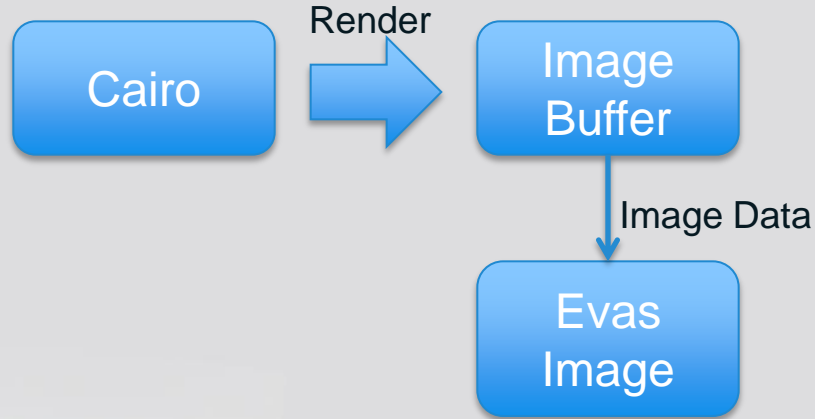 Render
Cairo
Image
Buffer
Image Data
Evas
Image